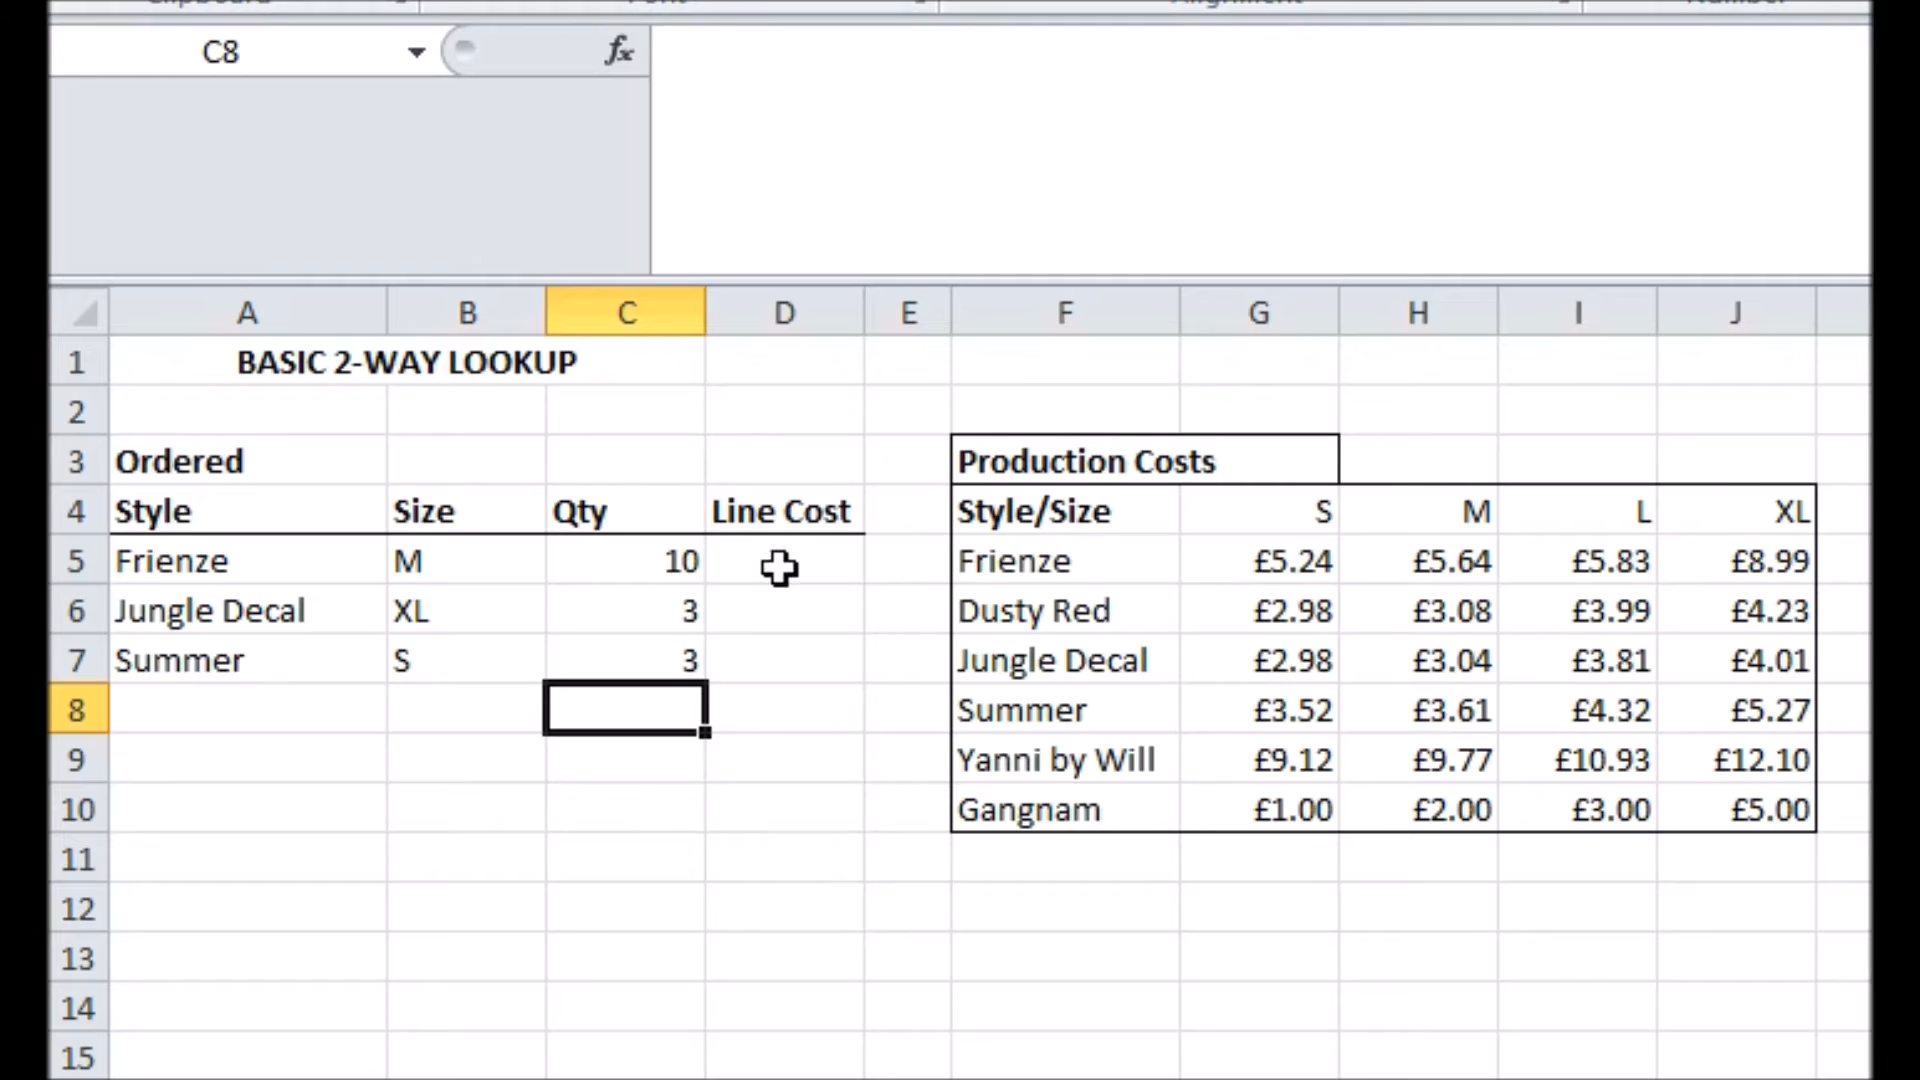 C8 fx
A B C D E F G H I J
1 BASIC 2-WAY LOOKUP
2
3 Ordered Production Costs
4 Style Size Qty Line Cost Style/Size S M L XL
5 Frienze M 10 Frienze £5.24 £5.64 £5.83 £8.99
6 Jungle Decal XL 3 Dusty Red £2.98 £3.08 £3.99 £4.23
7 Summer S 3 Jungle Decal £2.98 £3.04 £3.81 £4.01
8 Summer £3.52 £3.61 £4.32 £5.27
9 Yanni by Will £9.12 £9.77 £10.93 £12.10
10 Gangnam £1.00 £2.00 £3.00 £5.00
11
12
13
14
15